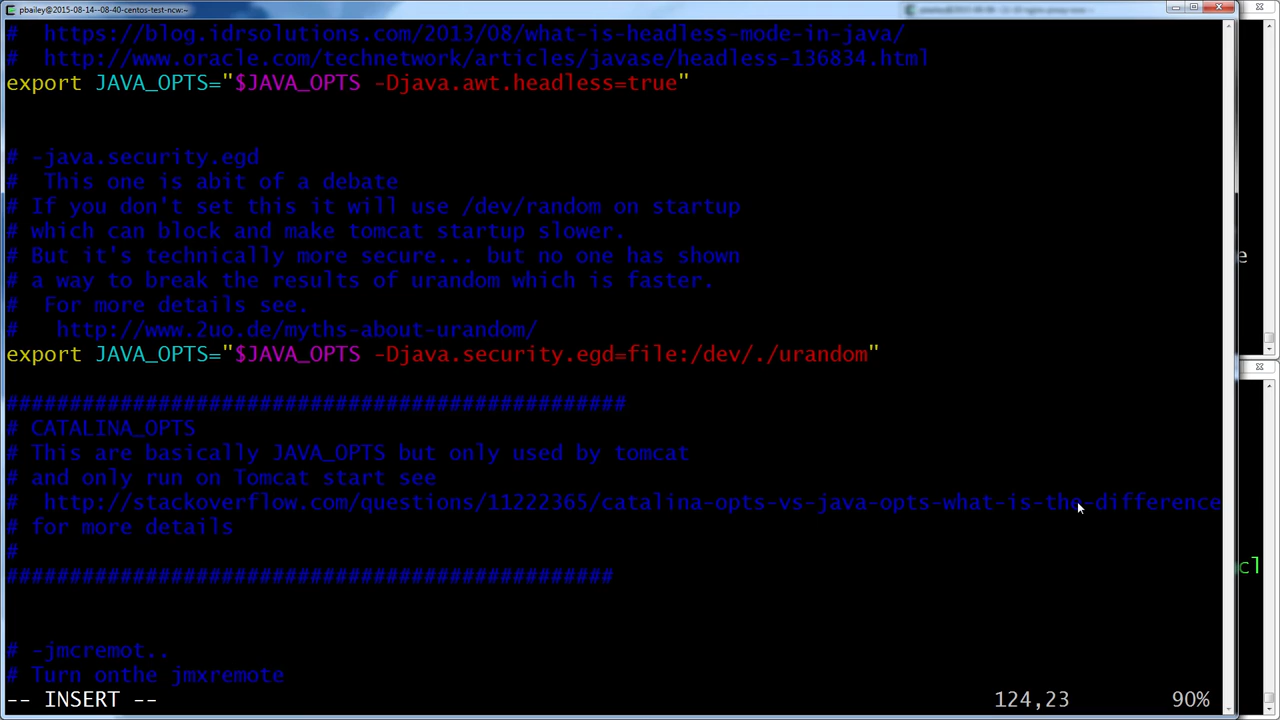 pbailey@2015-08-14--08-40-centos-test-ncw:~
#  https://blog.idrsolutions.com/2013/08/what-is-headless-mode-in-java/
#  http://www.oracle.com/technetwork/articles/javase/headless-136834.html
export JAVA_OPTS="$JAVA_OPTS -Djava.awt.headless=true"
# -java.security.egd
#  This one is abit of a debate
# If you don't set this it will use /dev/random on startup
# which can block and make tomcat startup slower.
# But it's technically more secure... but no one has shown
# a way to break the results of urandom which is faster.
#  For more details see.
#   http://www.2uo.de/myths-about-urandom/
export JAVA_OPTS="$JAVA_OPTS -Djava.security.egd=file:/dev/./urandom"
#################################################
# CATALINA_OPTS
# This are basically JAVA_OPTS but only used by tomcat
# and only run on Tomcat start see
#  http://stackoverflow.com/questions/11222365/catalina-opts-vs-java-opts-what-is-the-difference
# for more details
#
################################################
# -jmcremot..
# Turn onthe jmxremote
-- INSERT -- 124,23 90%
e
cl